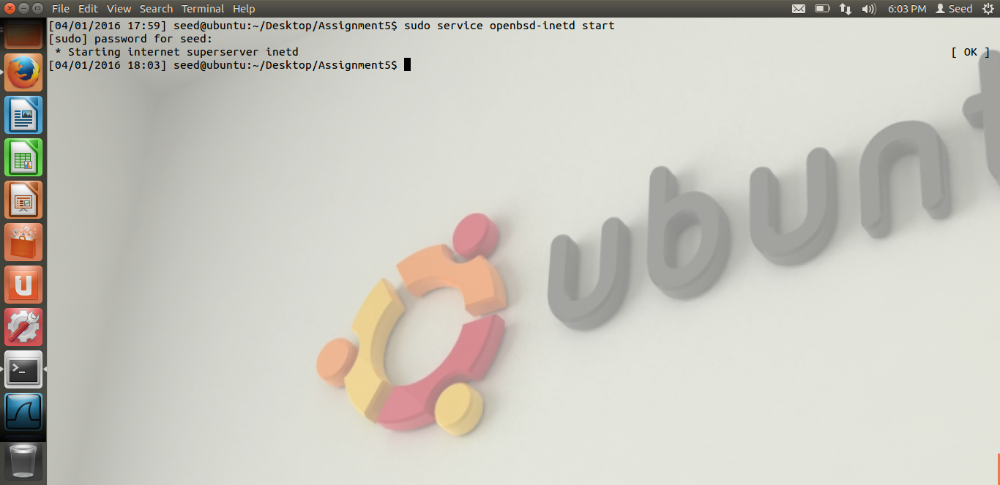 File Edit View Search Terminal Help 6:03 PM Seed
[04/01/2016 17:59] seed@ubuntu:~/Desktop/Assignment5$ sudo service openbsd-inetd start
[sudo] password for seed:
 * Starting internet superserver inetd [ OK ]
[04/01/2016 18:03] seed@ubuntu:~/Desktop/Assignment5$
ubunt